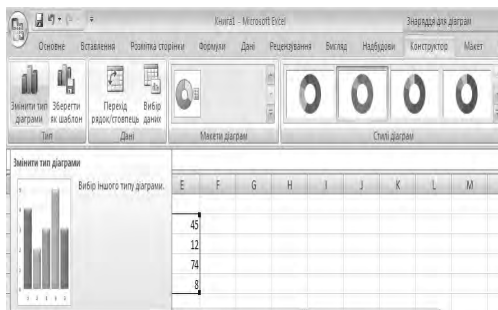 Книга1 - Microsoft Excel
Знаряддя для діаграм
Основне Вставлення Розмітка сторінки Формули Дані Рецензування Вигляд Надбудови Конструктор Макет
Змінити тип діаграми
Зберегти як шаблон
Перехід рядок/стовпець
Вибір даних
Тип
Дані
Макети діаграм
Стилі діаграм
Змінити тип діаграми
Вибір іншого типу діаграми.
E F G H I J K L M
45
12
74
8